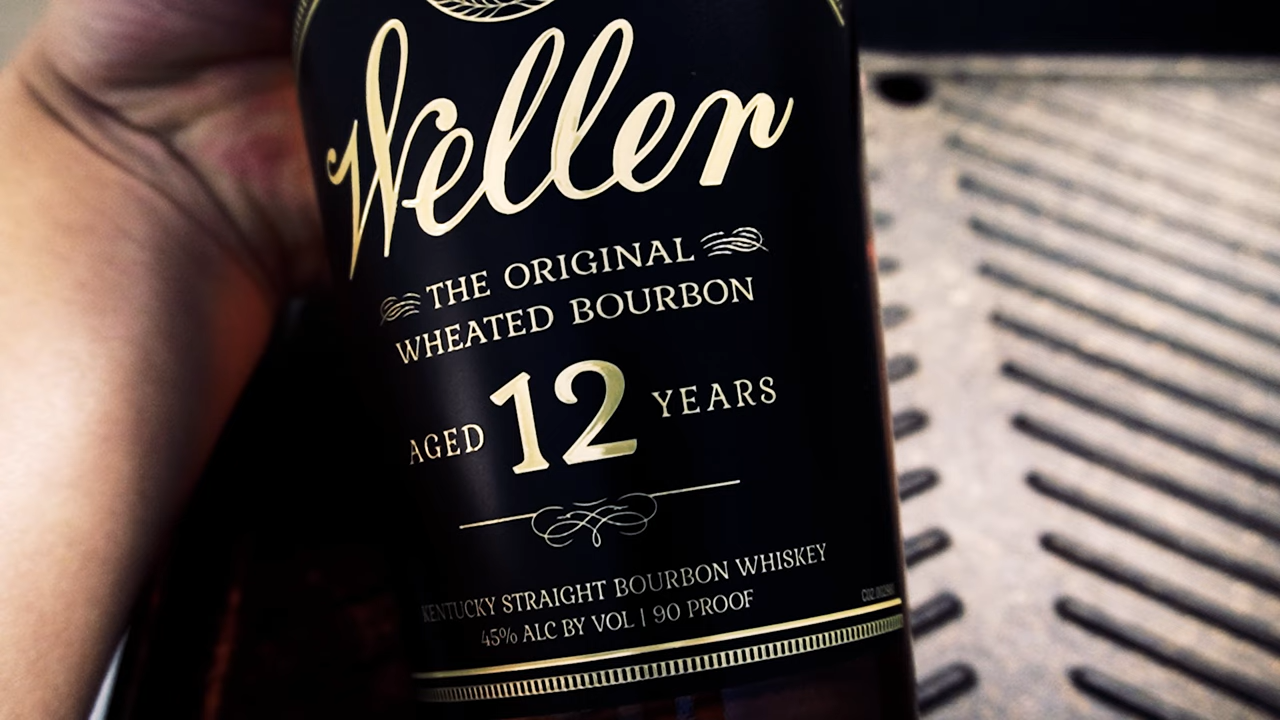 Weller
THE ORIGINAL
WHEATED BOURBON
AGED 12 YEARS
KENTUCKY STRAIGHT BOURBON WHISKEY
45% ALC BY VOL | 90 PROOF